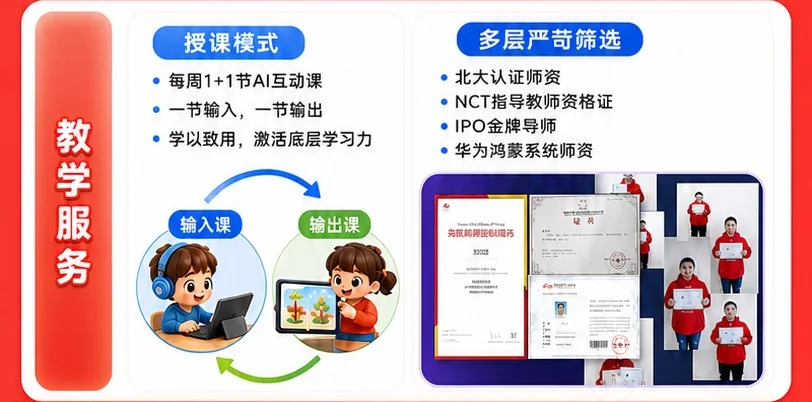 教学服务
授课模式
每周1+1节AI互动课
一节输入，一节输出
学以致用，激活底层学习力
输入课
输出课
多层严苛筛选
北大认证师资
NCT指导教师资格证
IPO金牌导师
华为鸿蒙系统师资